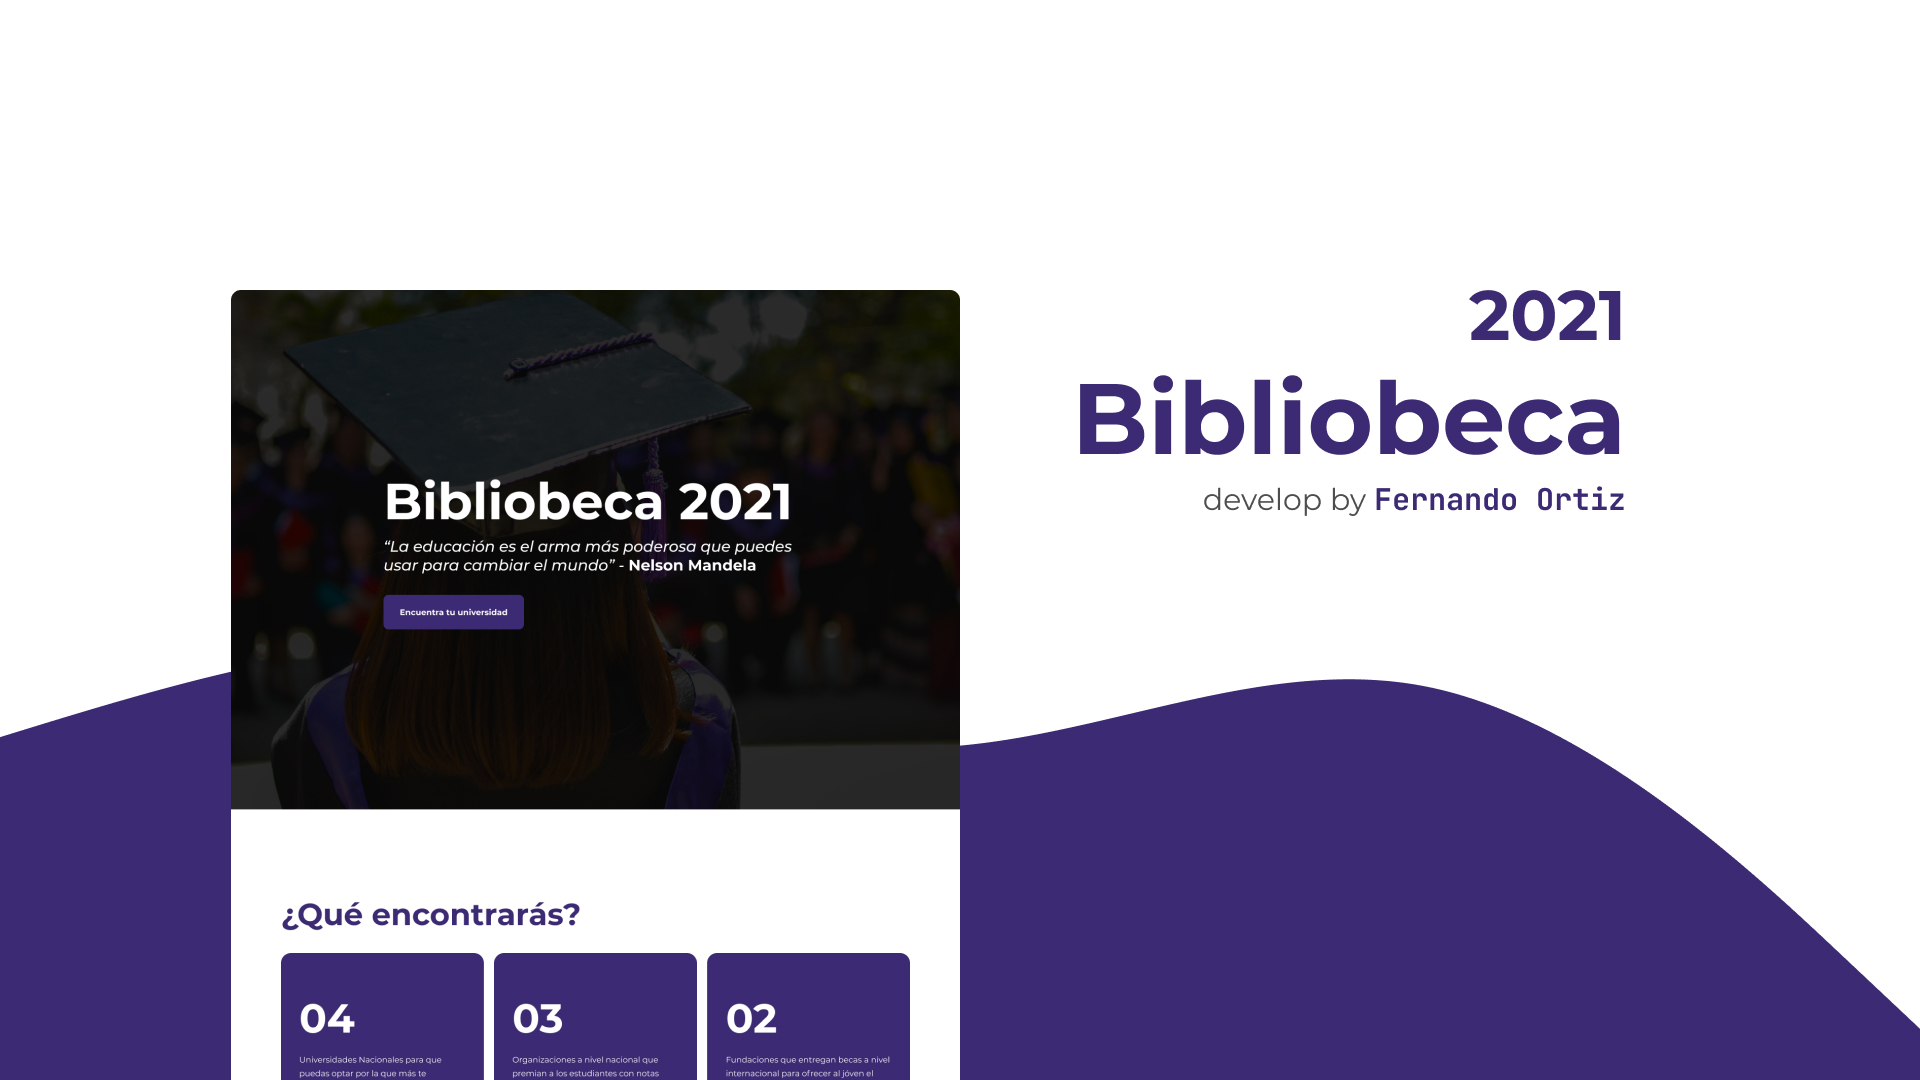 2021
Bibliobeca
develop by Fernando Ortiz
Bibliobeca 2021
“La educación es el arma más poderosa que puedes
usar para cambiar el mundo” - Nelson Mandela
Encuentra tu universidad
¿Qué encontrarás?
04
Universidades Nacionales para que
puedas optar por la que más te
03
Organizaciones a nivel nacional que
premian a los estudiantes con notas
02
Fundaciones que entregan becas a nivel
internacional para ofrecer al jóven el